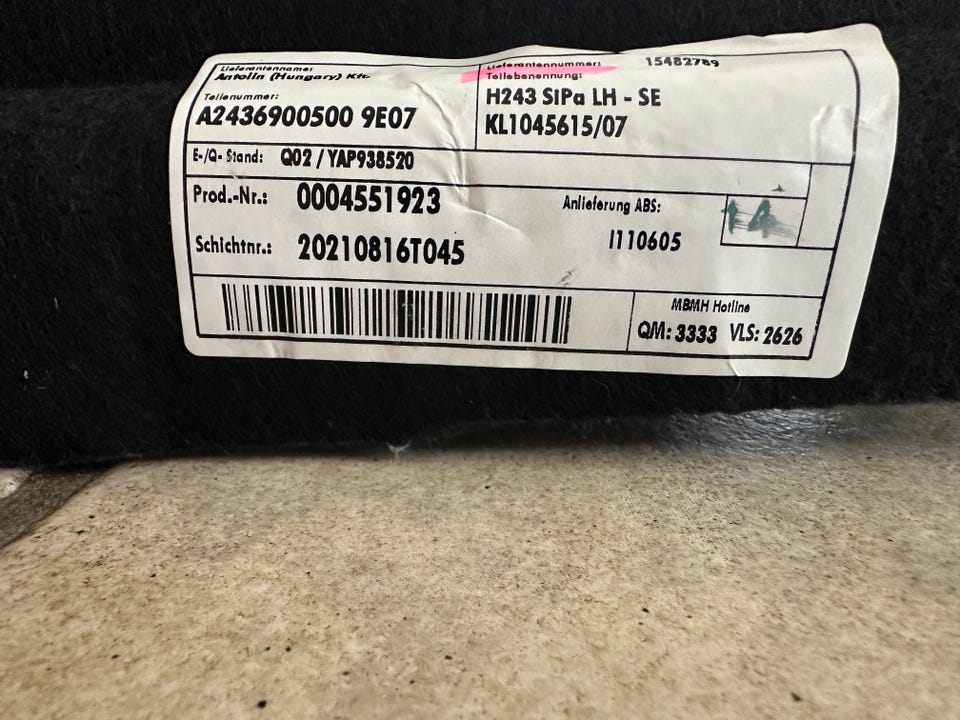 Lieferantenname:
Antolin (Hungary) Kft.
Lieferantennummer: 15482789
Teilebenennung:
Teilenummer:
A2436900500 9E07
H243 SiPa LH - SE
KL1045615/07
E-/Q- Stand: Q02 / YAP938520
Prod.-Nr.: 0004551923
Anlieferung ABS:
14
I110605
Schichtnr.: 20210816T045
MBMH Hotline
QM: 3333 VLS: 2626